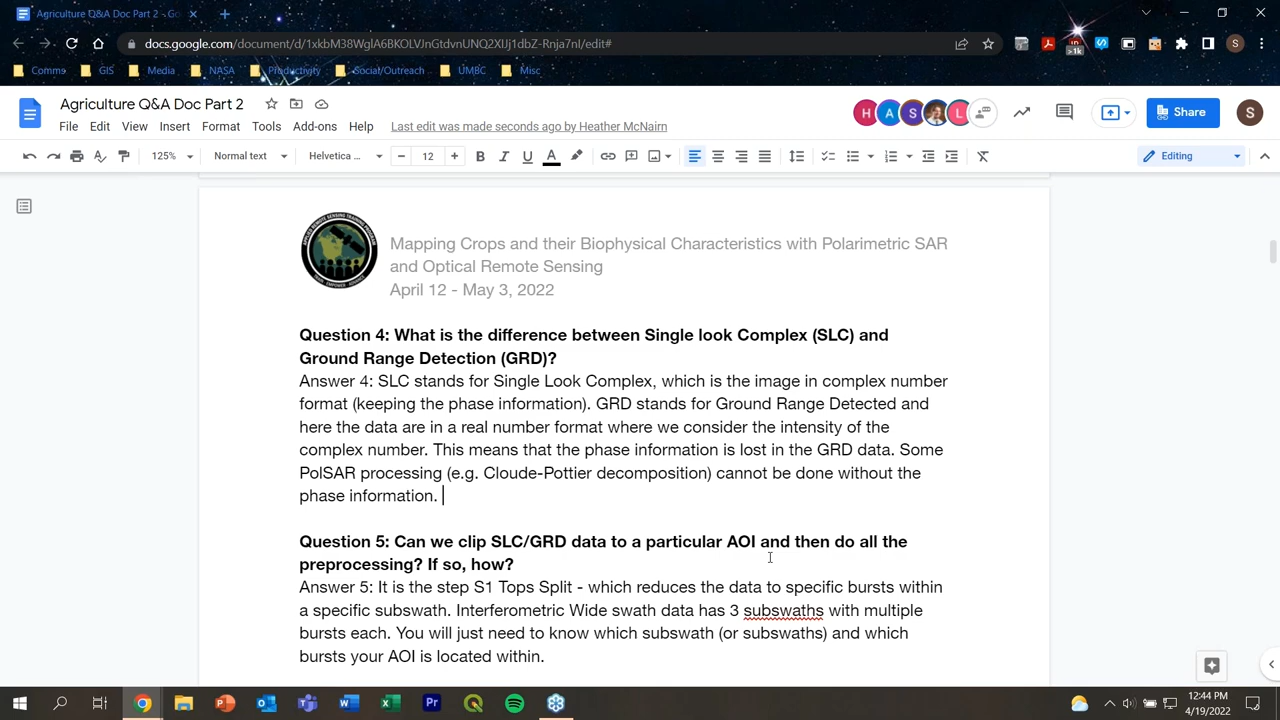 Agriculture Q&A Doc Part 2 - Go
docs.google.com/document/d/1xkbM38WglA6BKOLVJnGtdvnUNQ2XIJj1dbZ-Rnja7nI/edit#
>1k
S
Comms GIS Media NASA Productivity Social/Outreach UMBC Misc
Agriculture Q&A Doc Part 2
H A S L Share S
File Edit View Insert Format Tools Add-ons Help Last edit was made seconds ago by Heather McNairn
125% Normal text Helvetica ... 12 B I U A Editing
Mapping Crops and their Biophysical Characteristics with Polarimetric SAR
and Optical Remote Sensing
April 12 - May 3, 2022
Question 4: What is the difference between Single look Complex (SLC) and
Ground Range Detection (GRD)?
Answer 4: SLC stands for Single Look Complex, which is the image in complex number
format (keeping the phase information). GRD stands for Ground Range Detected and
here the data are in a real number format where we consider the intensity of the
complex number. This means that the phase information is lost in the GRD data. Some
PolSAR processing (e.g. Cloude-Pottier decomposition) cannot be done without the
phase information.
Question 5: Can we clip SLC/GRD data to a particular AOI and then do all the
preprocessing? If so, how?
Answer 5: It is the step S1 Tops Split - which reduces the data to specific bursts within
a specific subswath. Interferometric Wide swath data has 3 subswaths with multiple
bursts each. You will just need to know which subswath (or subswaths) and which
bursts your AOI is located within.
12:44 PM
4/19/2022